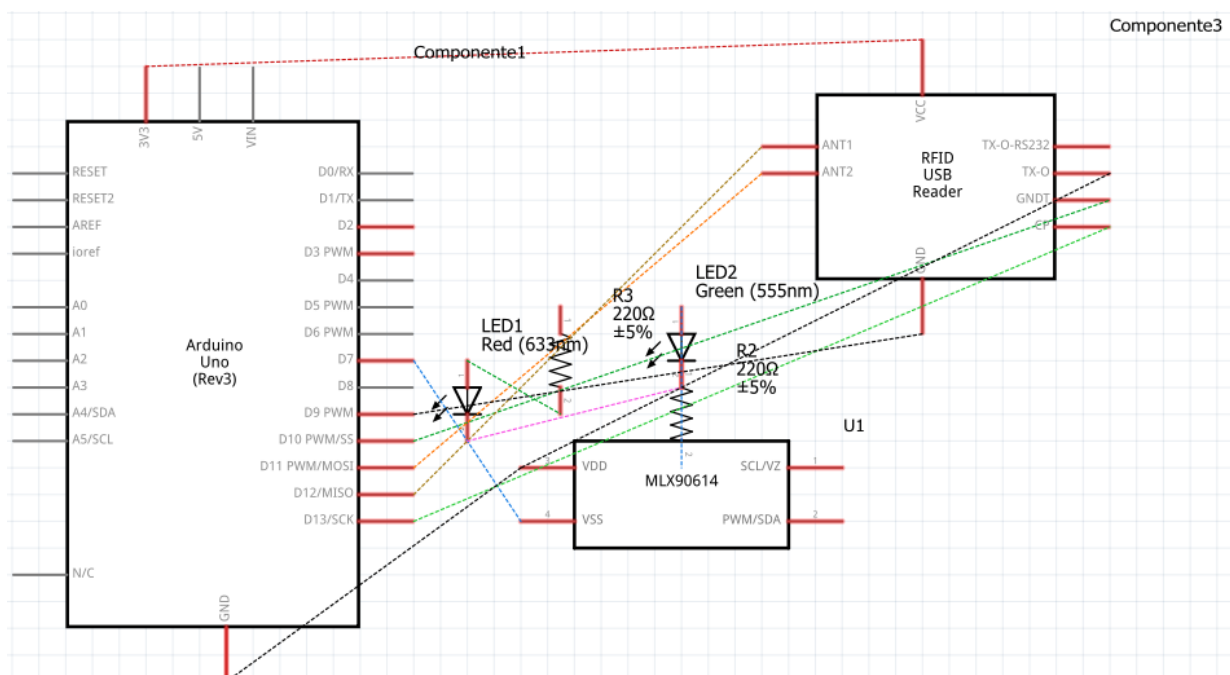 Componente1
Componente3
3V3
5V
VIN
RESET
RESET2
AREF
ioref
A0
A1
A2
A3
A4/SDA
A5/SCL
N/C
Arduino
Uno
(Rev3)
D0/RX
D1/TX
D2
D3 PWM
D4
D5 PWM
D6 PWM
D7
D8
D9 PWM
D10 PWM/SS
D11 PWM/MOSI
D12/MISO
D13/SCK
GND
LED1
Red (633nm)
1
R3
220Ω
±5%
1
2
LED2
Green (555nm)
1
R2
220Ω
±5%
2
U1
VDD
VSS
4
MLX90614
SCL/VZ
1
PWM/SDA
2
VCC
ANT1
ANT2
RFID
USB
Reader
TX-O-RS232
TX-O
GNDT
CP
GND